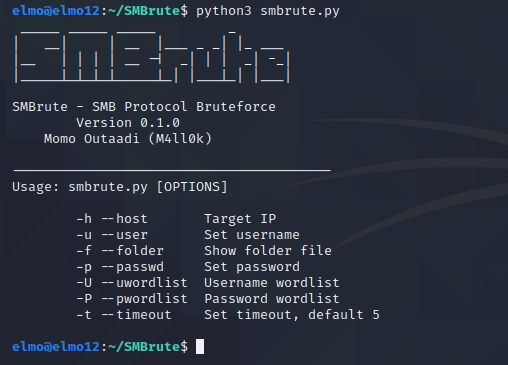 elmo@elmo12:~/SMBrute$ python3 smbrute.py
SMBrute
SMBrute - SMB Protocol Bruteforce
Version 0.1.0
Momo Outaadi (M4ll0k)
Usage: smbrute.py [OPTIONS]
-h --host Target IP
-u --user Set username
-f --folder Show folder file
-p --passwd Set password
-U --uwordlist Username wordlist
-P --pwordlist Password wordlist
-t --timeout Set timeout, default 5
elmo@elmo12:~/SMBrute$